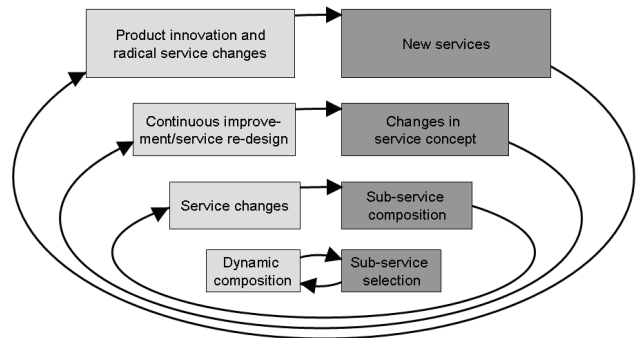 Product innovation and
radical service changes
New services
Continuous improve-
ment/service re-design
Changes in
service concept
Service changes
Sub-service
composition
Dynamic
composition
Sub-service
selection